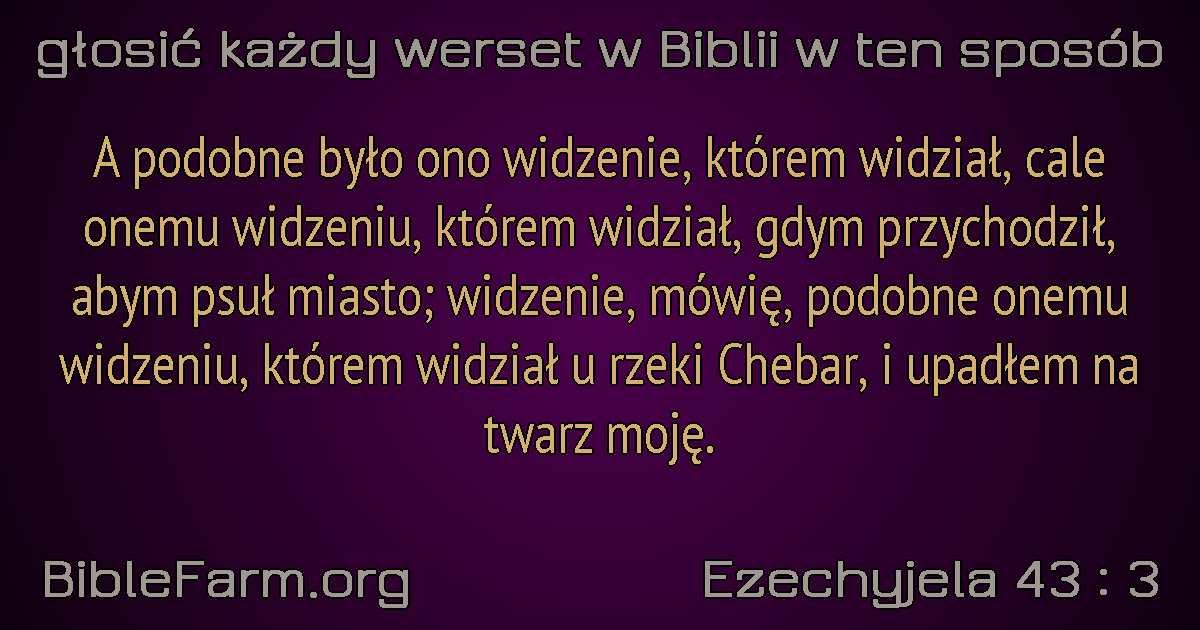 głosić każdy werset w Biblii w ten sposób
A podobne było ono widzenie, którem widział, cale
onemu widzeniu, którem widział, gdym przychodził,
abym psuł miasto; widzenie, mówię, podobne onemu
widzeniu, którem widział u rzeki Chebar, i upadłem na
twarz moję.
BibleFarm.org
Ezechyjela 43 : 3